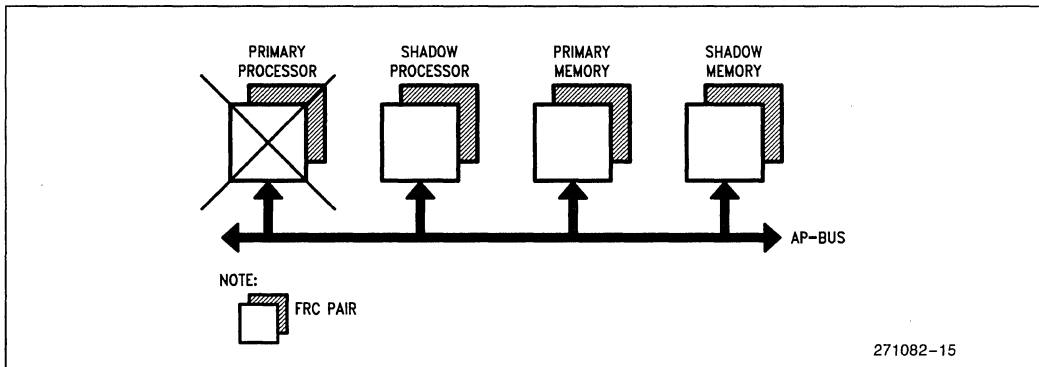 PRIMARY
PROCESSOR
SHADOW
PROCESSOR
PRIMARY
MEMORY
SHADOW
MEMORY
AP-BUS
NOTE:
FRC PAIR
271082-15